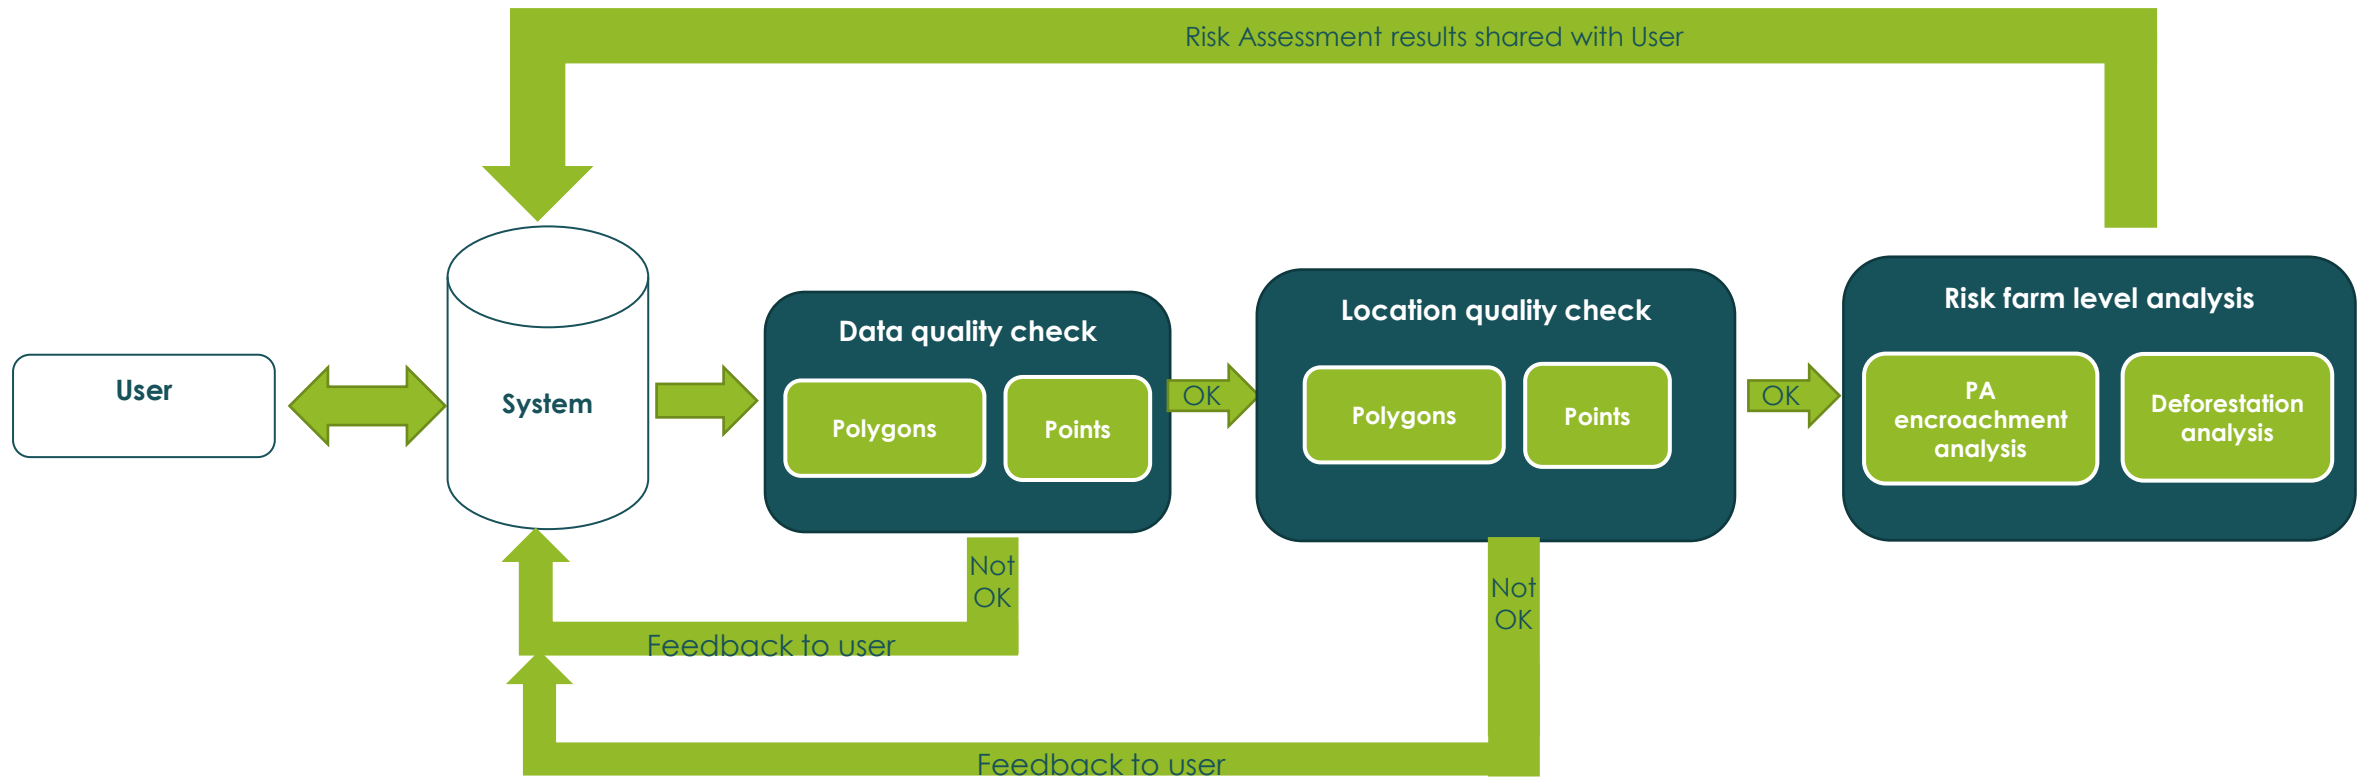 Risk Assessment results shared with User
User
System
Data quality check
Polygons
Points
OK
Location quality check
Polygons
Points
OK
Risk farm level analysis
PA
encroachment
analysis
Deforestation
analysis
Not
OK
Feedback to user
Not
OK
Feedback to user